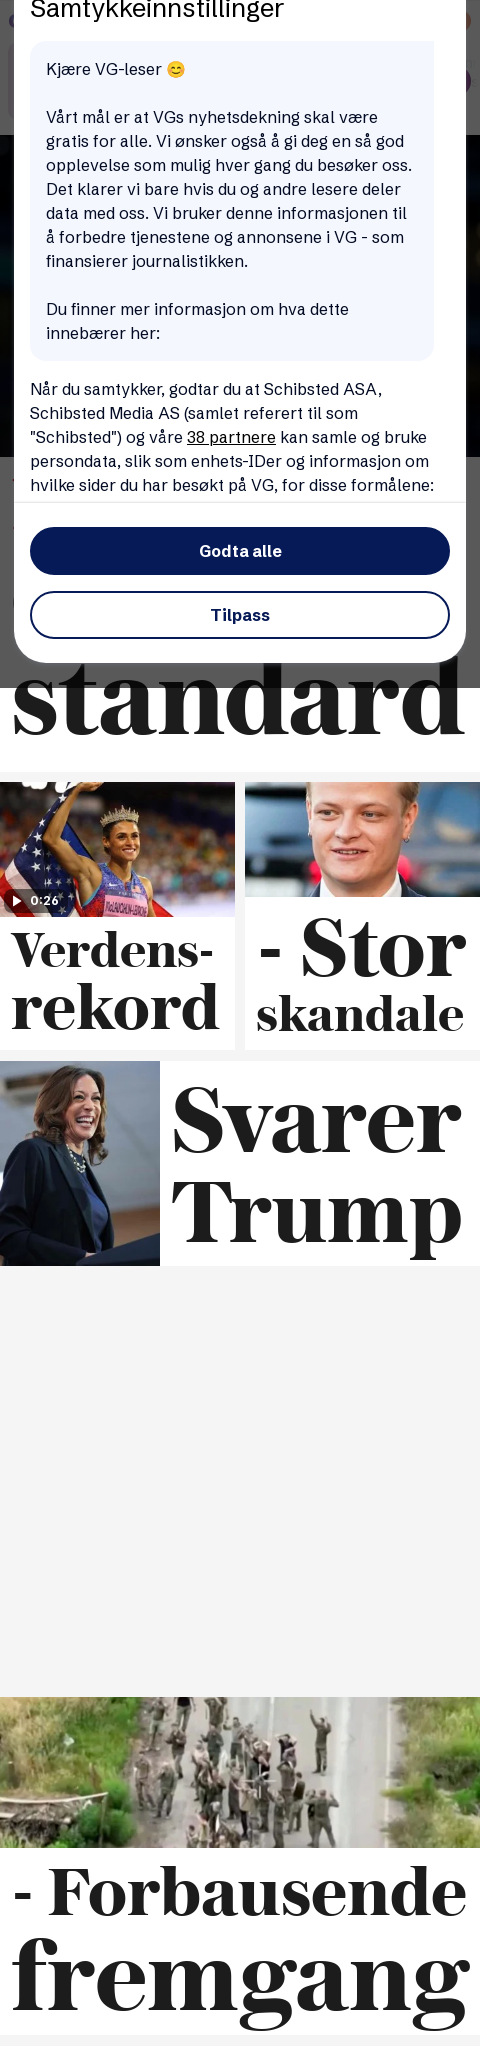 Samtykkeinnstillinger
Kjære VG-leser 😊
Vårt mål er at VGs nyhetsdekning skal være
gratis for alle. Vi ønsker også å gi deg en så god
opplevelse som mulig hver gang du besøker oss.
Det klarer vi bare hvis du og andre lesere deler
data med oss. Vi bruker denne informasjonen til
å forbedre tjenestene og annonsene i VG - som
finansierer journalistikken.
Du finner mer informasjon om hva dette
innebærer her:
Når du samtykker, godtar du at Schibsted ASA,
Schibsted Media AS (samlet referert til som
"Schibsted") og våre 38 partnere kan samle og bruke
persondata, slik som enhets-IDer og informasjon om
hvilke sider du har besøkt på VG, for disse formålene:
Godta alle
Tilpass
standard
0:26
McLAUGHLIN-LEVRONE
Verdens-
rekord
- Stor
skandale
Svarer
Trump
- Forbausende
fremgang